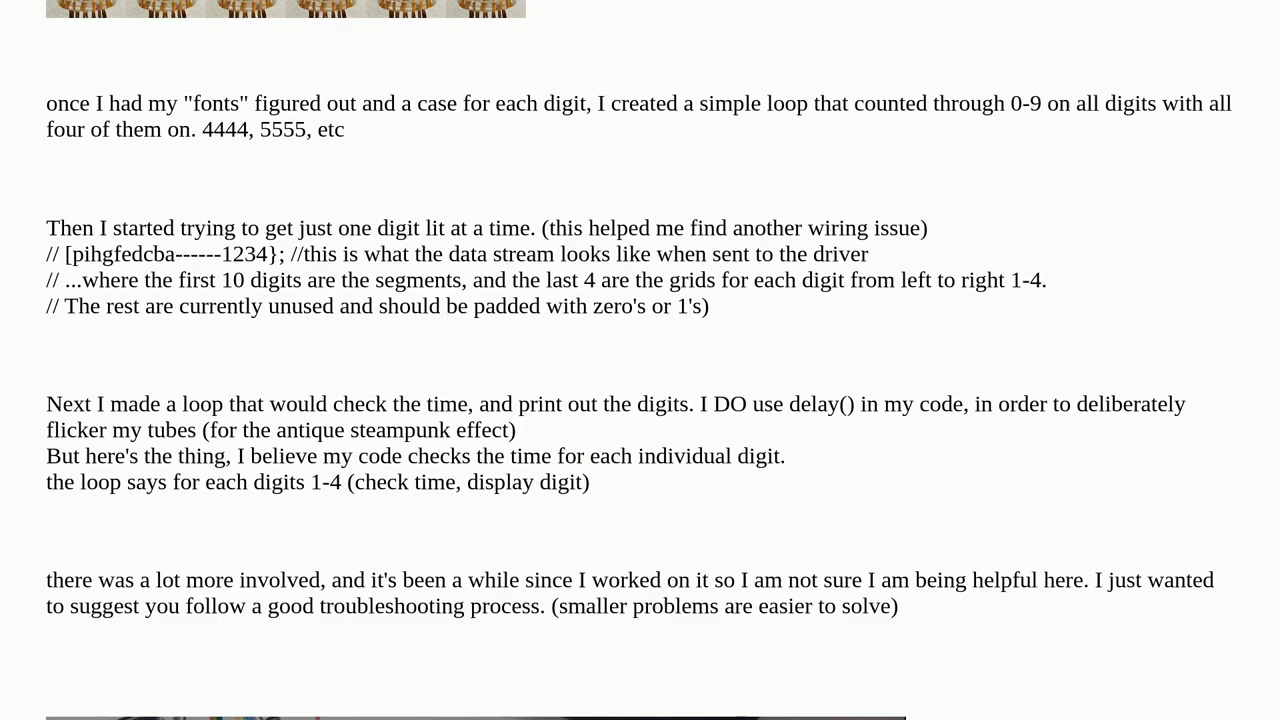 once I had my "fonts" figured out and a case for each digit, I created a simple loop that counted through 0-9 on all digits with all
four of them on. 4444, 5555, etc
Then I started trying to get just one digit lit at a time. (this helped me find another wiring issue)
// [pihgfedcba------1234}; //this is what the data stream looks like when sent to the driver
// ...where the first 10 digits are the segments, and the last 4 are the grids for each digit from left to right 1-4.
// The rest are currently unused and should be padded with zero's or 1's)
Next I made a loop that would check the time, and print out the digits. I DO use delay() in my code, in order to deliberately
flicker my tubes (for the antique steampunk effect)
But here's the thing, I believe my code checks the time for each individual digit.
the loop says for each digits 1-4 (check time, display digit)
there was a lot more involved, and it's been a while since I worked on it so I am not sure I am being helpful here. I just wanted
to suggest you follow a good troubleshooting process. (smaller problems are easier to solve)